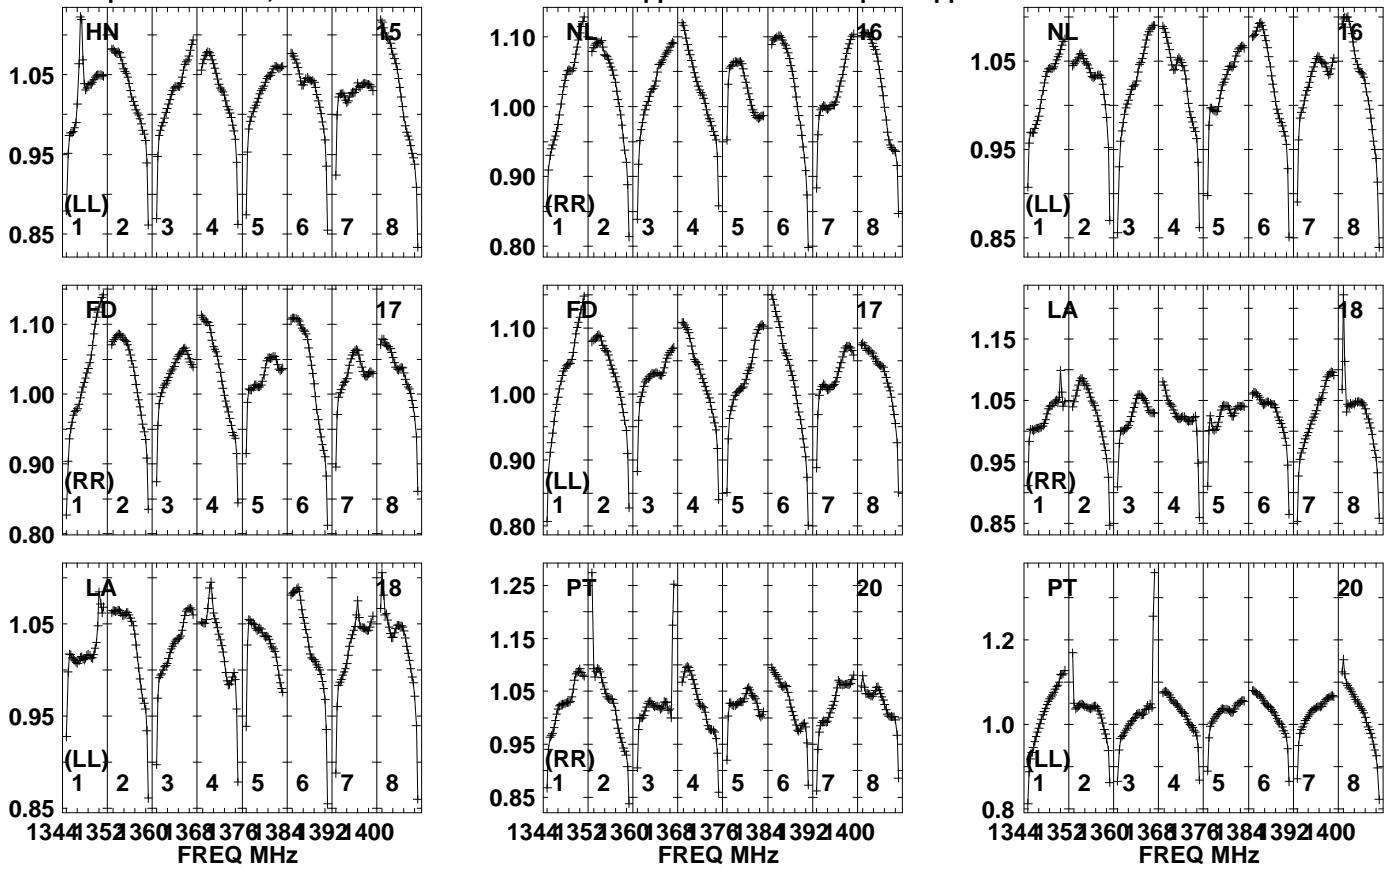 HN 15
1.05
0.95
0.85
(LL)
1 2 3 4 5 6 7 8
NL 16
1.10
1.00
0.90
0.80
(RR)
1 2 3 4 5 6 7 8
NL 16
1.05
0.95
0.85
(LL)
1 2 3 4 5 6 7 8
FD 17
1.10
1.00
0.90
0.80
(RR)
1 2 3 4 5 6 7 8
FD 17
1.10
1.00
0.90
0.80
(LL)
1 2 3 4 5 6 7 8
LA 18
1.15
1.05
0.95
0.85
(RR)
1 2 3 4 5 6 7 8
LA 18
1.05
0.95
0.85
(LL)
1 2 3 4 5 6 7 8
1344 1352 1360 1368 1376 1384 1392 1400
FREQ MHz
PT 20
1.25
1.15
1.05
0.95
0.85
(RR)
1 2 3 4 5 6 7 8
1344 1352 1360 1368 1376 1384 1392 1400
FREQ MHz
PT 20
1.2
1.0
0.8
(LL)
1 2 3 4 5 6 7 8
1344 1352 1360 1368 1376 1384 1392 1400
FREQ MHz